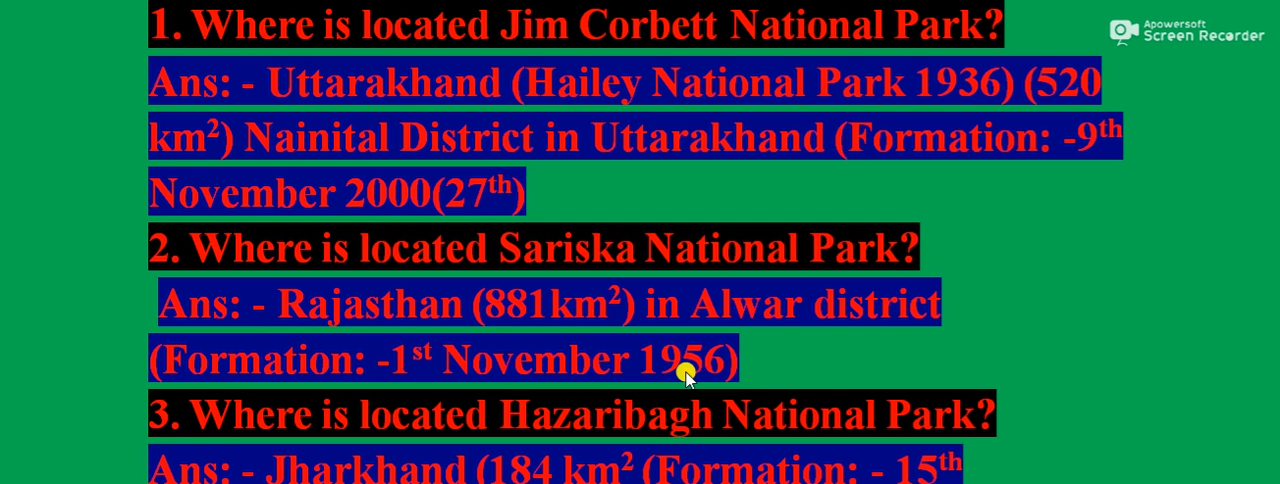 1. Where is located Jim Corbett National Park?
Apowersoft
Screen Recorder
Ans: - Uttarakhand (Hailey National Park 1936) (520
km²) Nainital District in Uttarakhand (Formation: -9th
November 2000(27th)
2. Where is located Sariska National Park?
Ans: - Rajasthan (881km²) in Alwar district
(Formation: -1st November 1956)
3. Where is located Hazaribagh National Park?
Ans: - Jharkhand (184 km² (Formation: - 15th